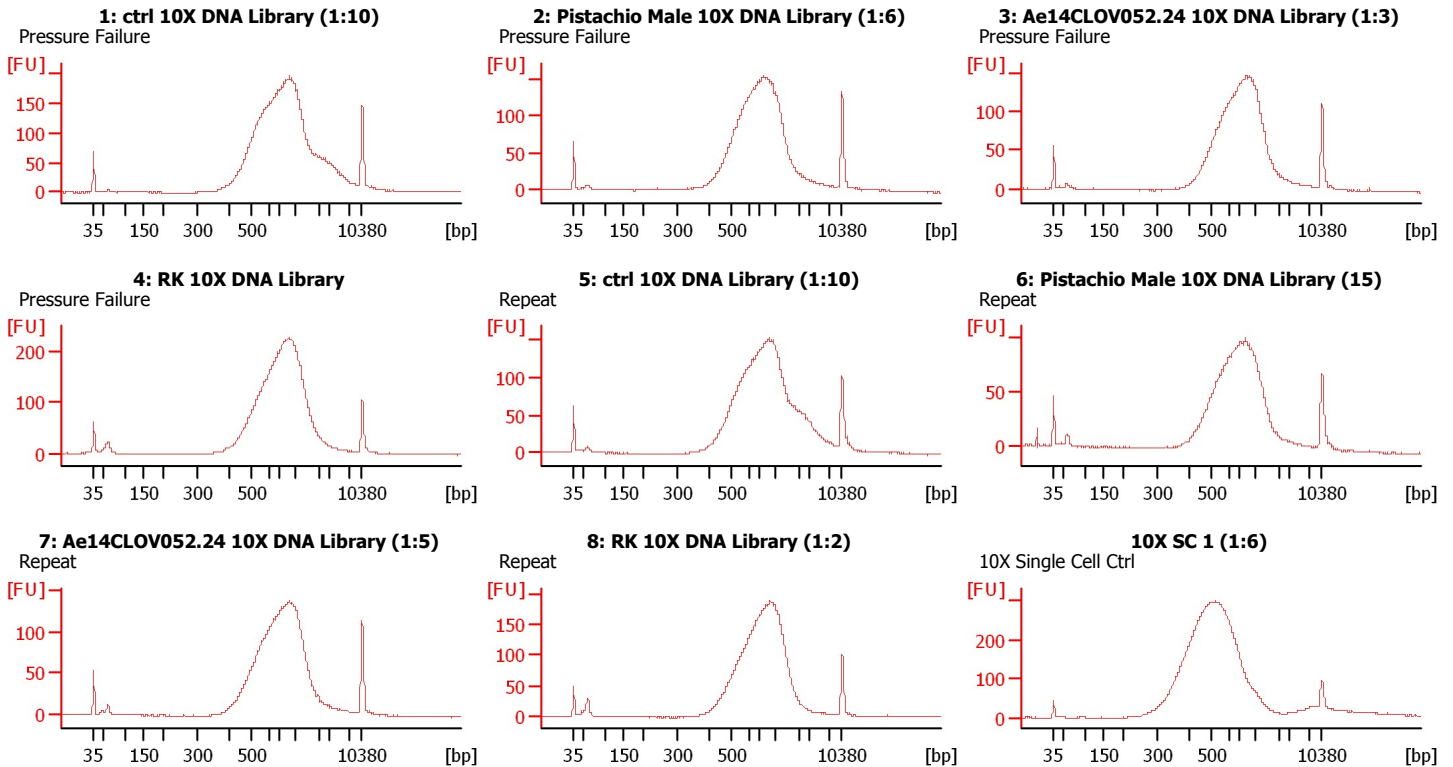 1: ctrl 10X DNA Library (1:10)
Pressure Failure
[FU]
150
100
50
0
35 150 300 500 10380 [bp]
2: Pistachio Male 10X DNA Library (1:6)
Pressure Failure
[FU]
100
50
0
35 150 300 500 10380 [bp]
3: Ae14CLOV052.24 10X DNA Library (1:3)
Pressure Failure
[FU]
100
50
0
35 150 300 500 10380 [bp]
4: RK 10X DNA Library
Pressure Failure
[FU]
200
100
0
35 150 300 500 10380 [bp]
5: ctrl 10X DNA Library (1:10)
Repeat
[FU]
100
50
0
35 150 300 500 10380 [bp]
6: Pistachio Male 10X DNA Library (15)
Repeat
[FU]
50
0
35 150 300 500 10380 [bp]
7: Ae14CLOV052.24 10X DNA Library (1:5)
Repeat
[FU]
100
50
0
35 150 300 500 10380 [bp]
8: RK 10X DNA Library (1:2)
Repeat
[FU]
150
100
50
0
35 150 300 500 10380 [bp]
10X SC 1 (1:6)
10X Single Cell Ctrl
[FU]
200
100
0
35 150 300 500 10380 [bp]